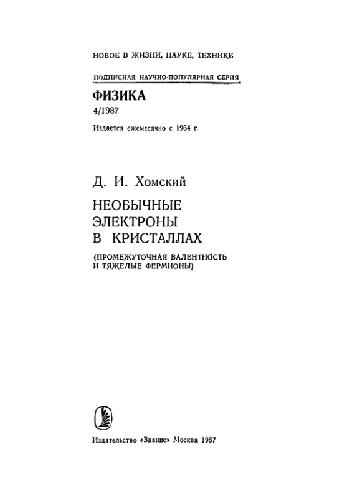 НОВОЕ В ЖИЗНИ, НАУКЕ, ТЕХНИКЕ
ПОДПИСНАЯ НАУЧНО-ПОПУЛЯРНАЯ СЕРИЯ
ФИЗИКА
4/1987
Издается ежемесячно с 1964 г.
Д. И. Хомский
НЕОБЫЧНЫЕ
ЭЛЕКТРОНЫ
В КРИСТАЛЛАХ
(ПРОМЕЖУТОЧНАЯ ВАЛЕНТНОСТЬ
И ТЯЖЕЛЫЕ ФЕРМИОНЫ)
Издательство «Знание» Москва 1987